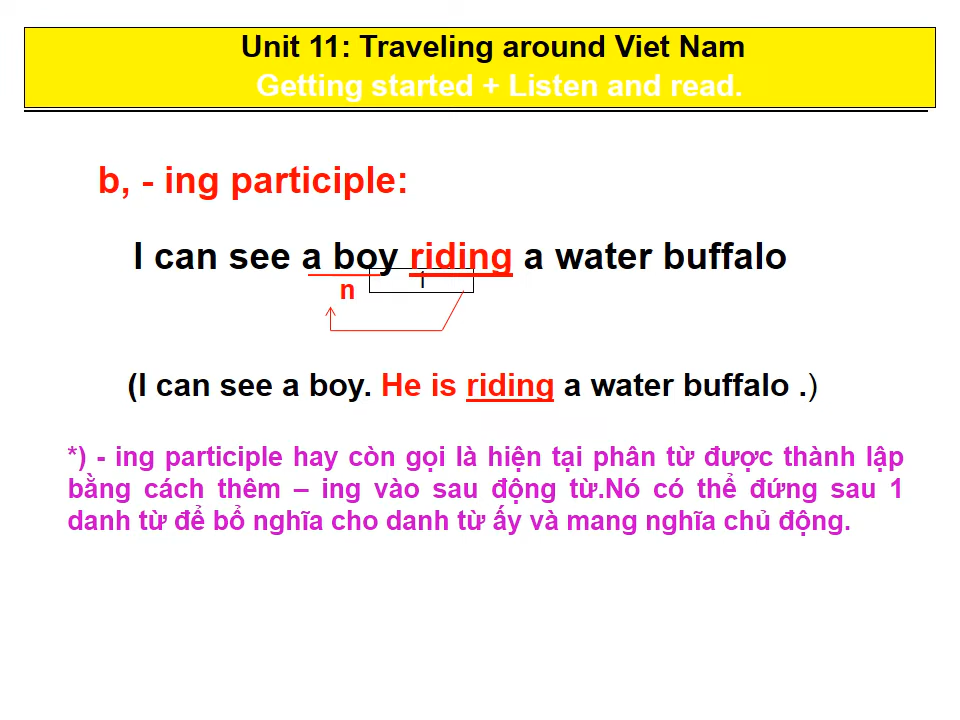 Unit 11: Traveling around Viet Nam
Getting started + Listen and read.
b, - ing participle:
I can see a boy riding a water buffalo
n
(I can see a boy. He is riding a water buffalo .)
*) - ing participle hay còn gọi là hiện tại phân từ được thành lập
bằng cách thêm – ing vào sau động từ.Nó có thể đứng sau 1
danh từ để bổ nghĩa cho danh từ ấy và mang nghĩa chủ động.